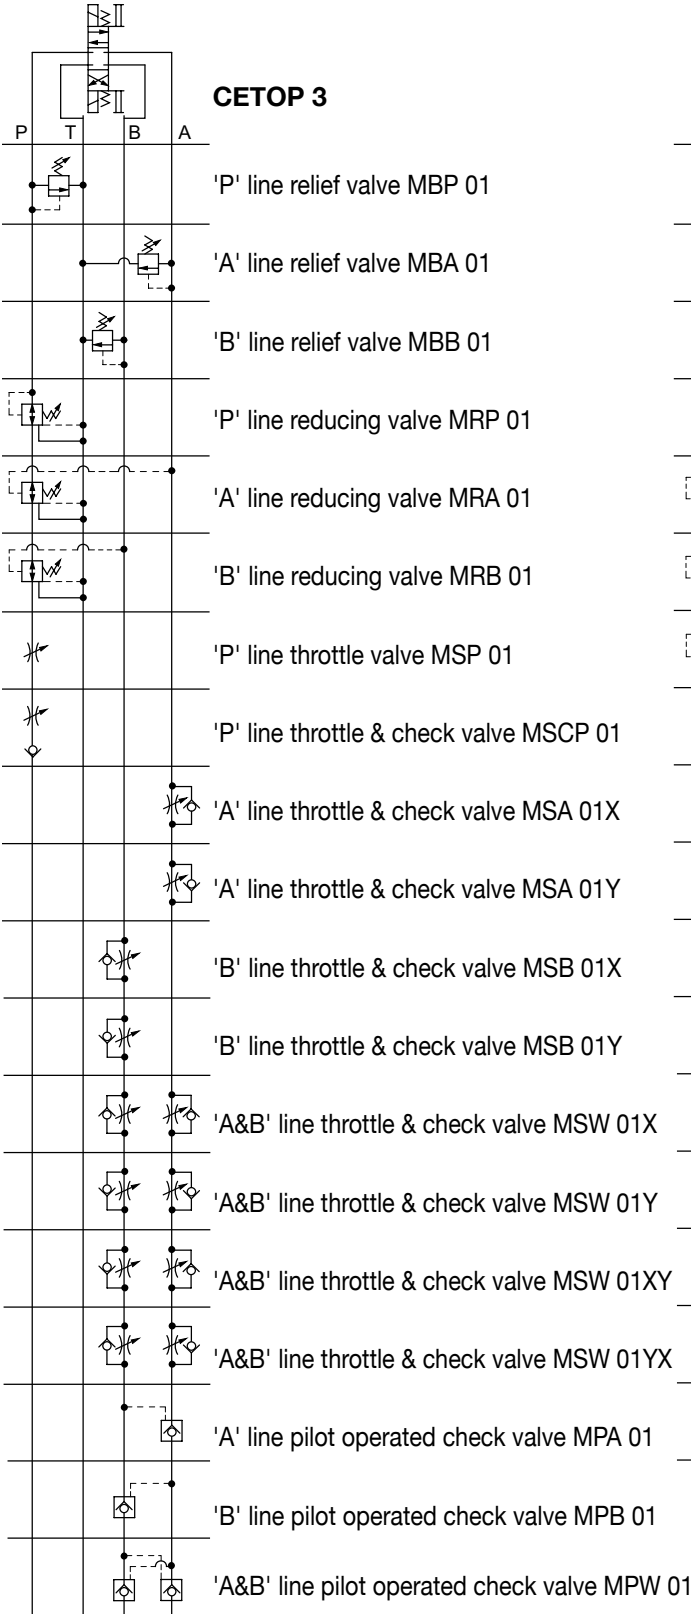 CETOP 3
P T B A
'P' line relief valve MBP 01
'A' line relief valve MBA 01
'B' line relief valve MBB 01
'P' line reducing valve MRP 01
'A' line reducing valve MRA 01
'B' line reducing valve MRB 01
'P' line throttle valve MSP 01
'P' line throttle & check valve MSCP 01
'A' line throttle & check valve MSA 01X
'A' line throttle & check valve MSA 01Y
'B' line throttle & check valve MSB 01X
'B' line throttle & check valve MSB 01Y
'A&B' line throttle & check valve MSW 01X
'A&B' line throttle & check valve MSW 01Y
'A&B' line throttle & check valve MSW 01XY
'A&B' line throttle & check valve MSW 01YX
'A' line pilot operated check valve MPA 01
'B' line pilot operated check valve MPB 01
'A&B' line pilot operated check valve MPW 01